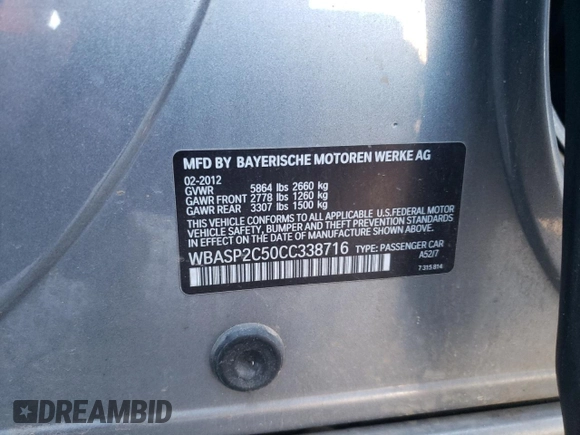 MFD BY BAYERISCHE MOTOREN WERKE AG
02-2012
GVWR 5864 lbs 2660 kg
GAWR FRONT 2778 lbs 1260 kg
GAWR REAR 3307 lbs 1500 kg
THIS VEHICLE CONFORMS TO ALL APPLICABLE U.S.FEDERAL MOTOR
VEHICLE SAFETY, BUMPER, AND THEFT PREVENTION STANDARDS
IN EFFECT ON THE DATE OF MANUFACTURE SHOWN ABOVE.
WBASP2C50CC338716 TYPE: PASSENGER CAR
A52/7
7 315 814
DREAMBID